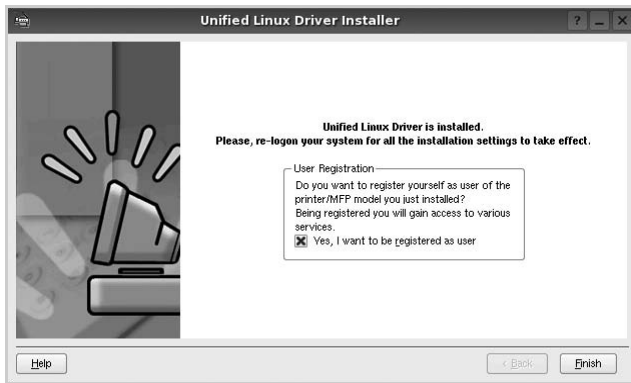 Unified Linux Driver Installer
Unified Linux Driver is installed.
Please, re-logon your system for all the installation settings to take effect.
User Registration
Do you want to register yourself as user of the
printer/MFP model you just installed?
Being registered you will gain access to various
services.
Yes, I want to be registered as user
Help
< Back
Finish